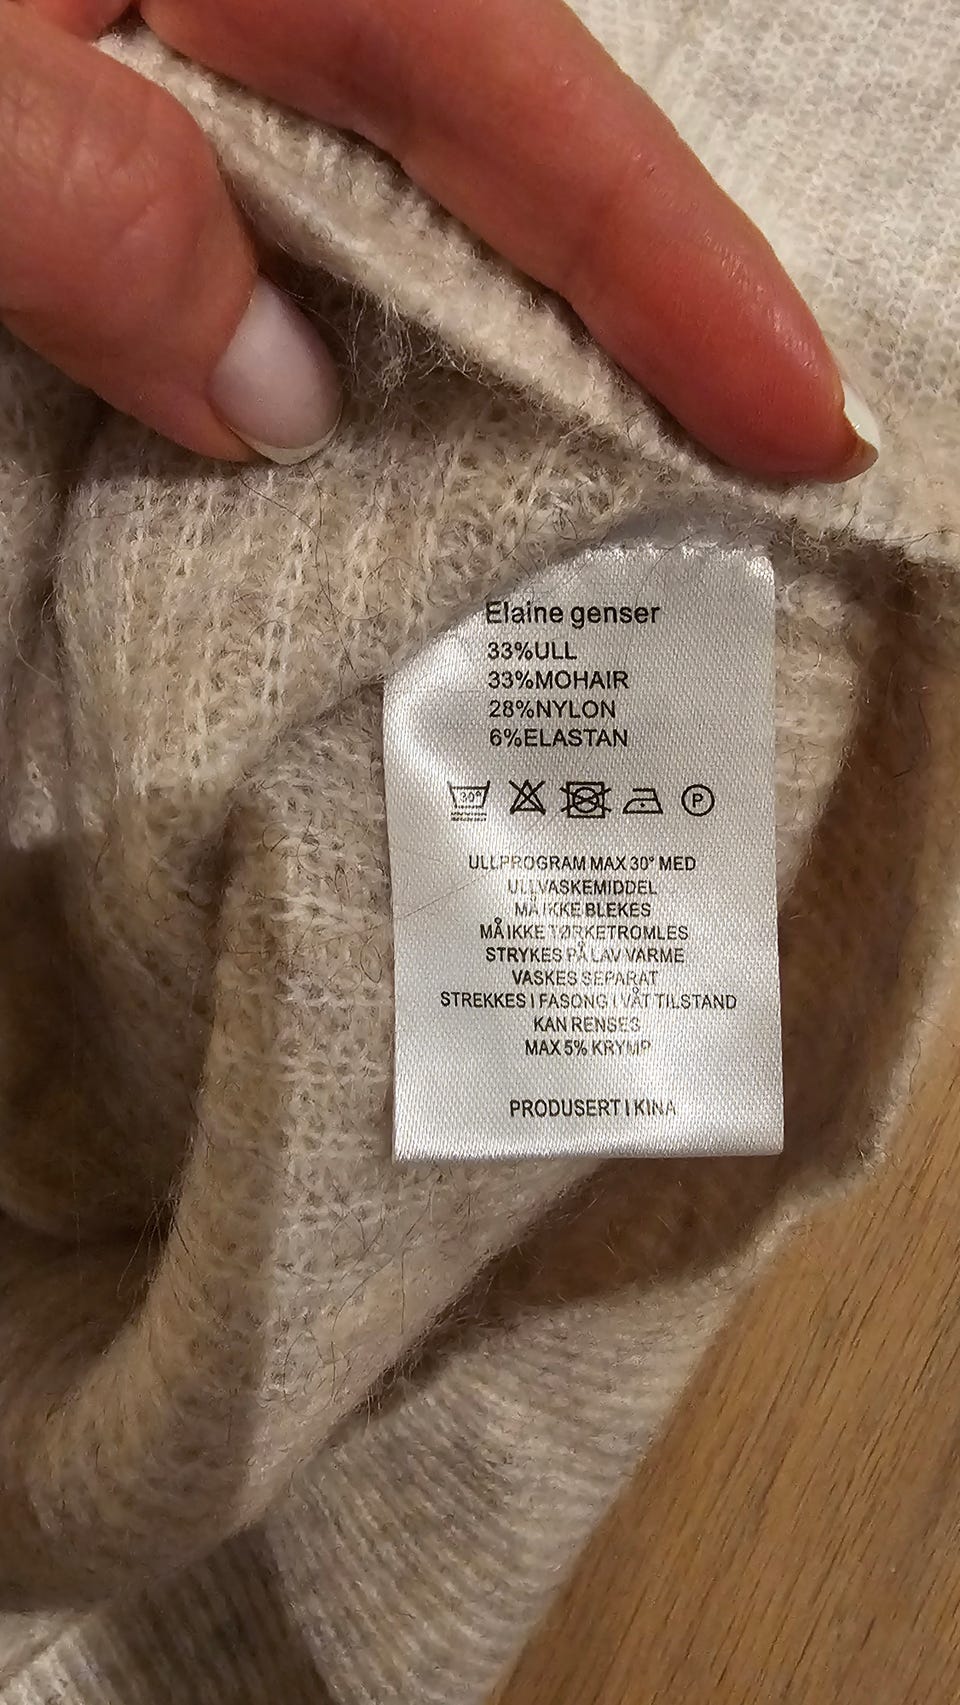 Elaine genser
33%ULL
33%MOHAIR
28%NYLON
6%ELASTAN
30° P
ULLPROGRAM MAX 30° MED
ULLVASKEMIDDEL
MÅ IKKE BLEKES
MÅ IKKE TØRKETROMLES
STRYKES PÅ LAV VARME
VASKES SEPARAT
STREKKES I FASONG I VÅT TILSTAND
KAN RENSES
MAX 5% KRYMP
PRODUSERT I KINA